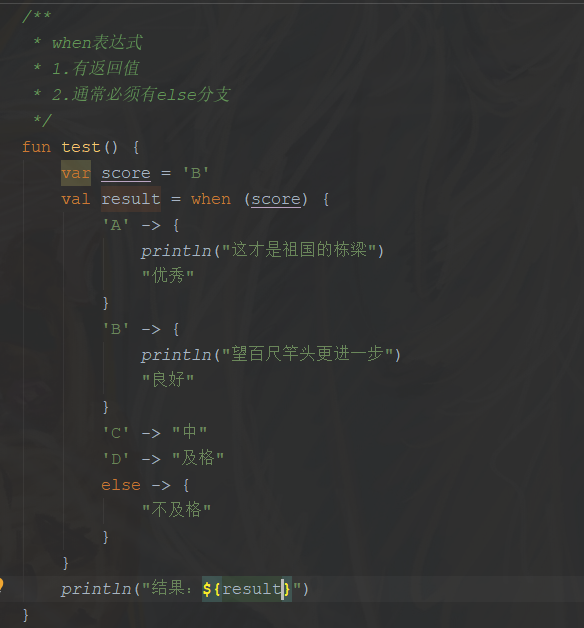 /**
 * when表达式
 * 1.有返回值
 * 2.通常必须有else分支
 */
fun test() {
    var score = 'B'
    val result = when (score) {
        'A' -> {
            println("这才是祖国的栋梁")
            "优秀"
        }
        'B' -> {
            println("望百尺竿头更进一步")
            "良好"
        }
        'C' -> "中"
        'D' -> "及格"
        else -> {
            "不及格"
        }
    }
    println("结果：${result}")
}